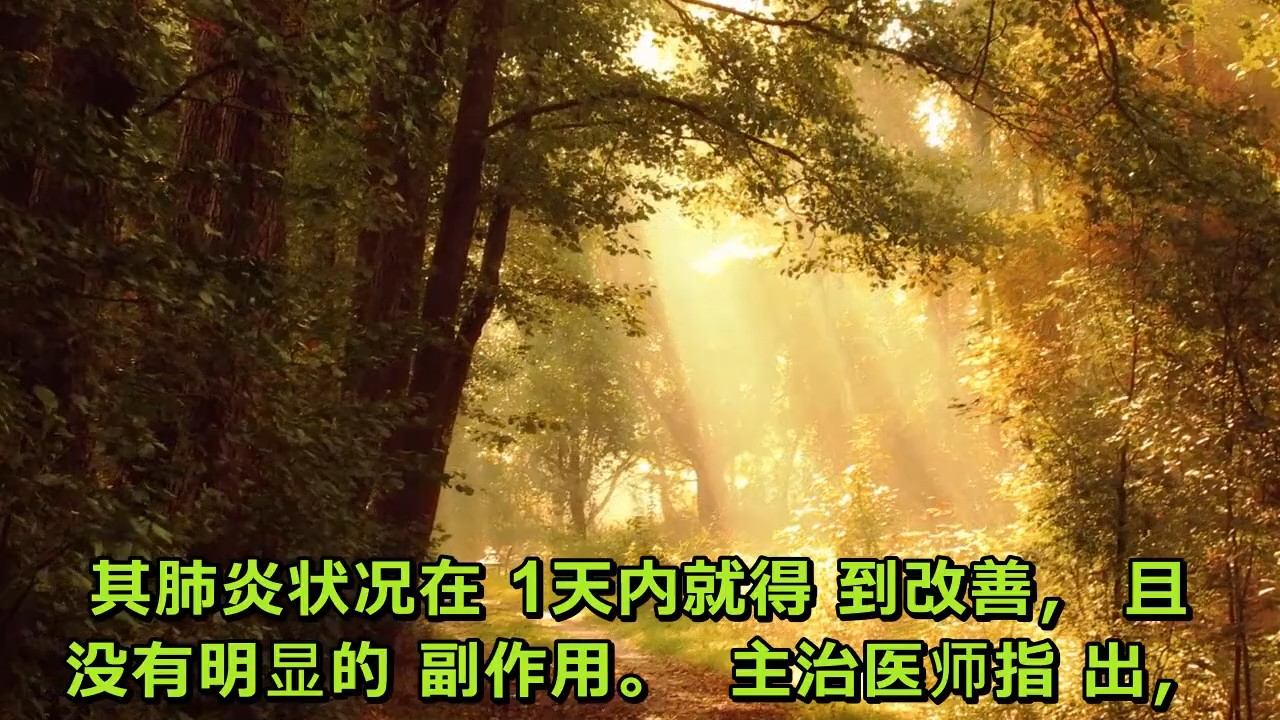 其肺炎状况在 1天内就得 到改善， 且
没有明显的 副作用。 主治医师指 出，